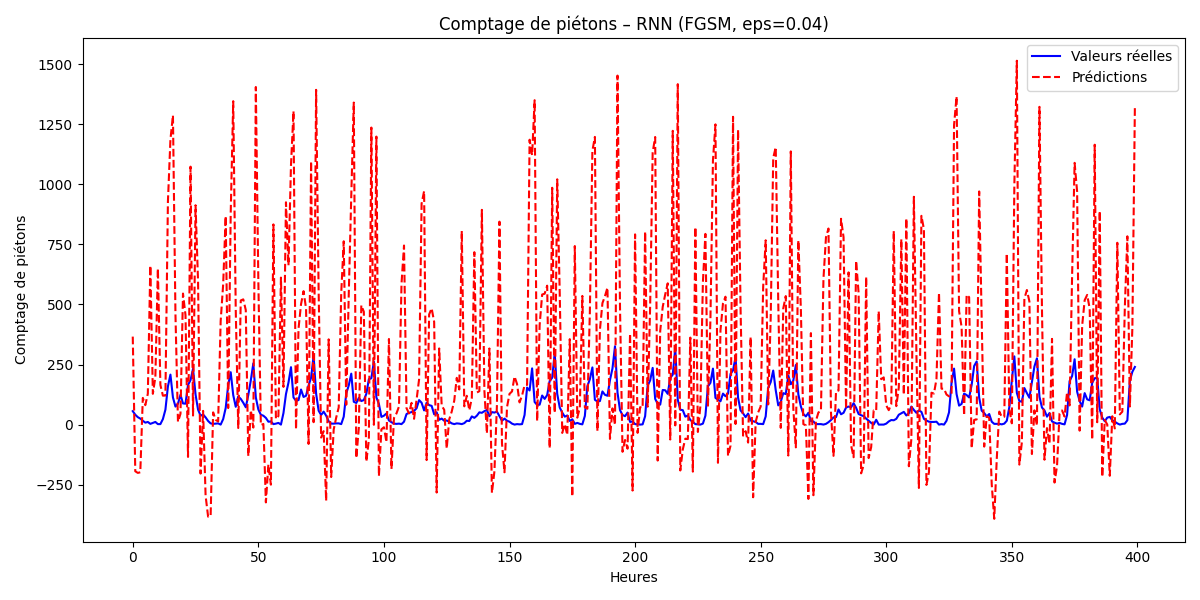 Comptage de piétons – RNN (FGSM, eps=0.04)
Valeurs réelles
Prédictions
Comptage de piétons
1500
1250
1000
750
500
250
0
−250
0 50 100 150 200 250 300 350 400
Heures